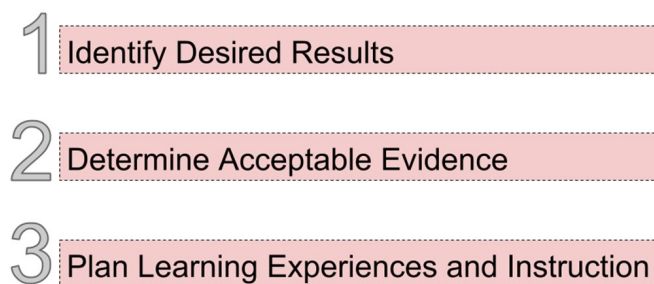 1 Identify Desired Results
2 Determine Acceptable Evidence
3 Plan Learning Experiences and Instruction